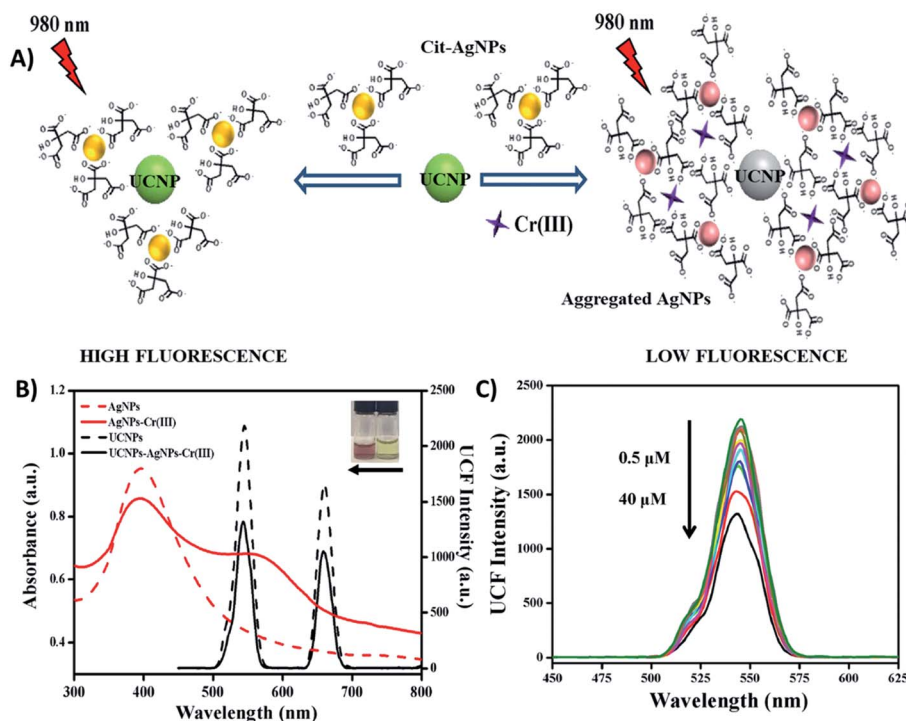 A)
980 nm
Cit-AgNPs
980 nm
UCNP
UCNP
UCNP
Cr(III)
Aggregated AgNPs
HIGH FLUORESCENCE
LOW FLUORESCENCE
B)
AgNPs
AgNPs-Cr(III)
UCNPs
UCNPs-AgNPs-Cr(III)
Absorbance (a.u.)
1.2
1.0
0.8
0.6
0.4
300 400 500 600 700 800
Wavelength (nm)
2500
2000
1500
1000
500
0
UCF Intensity (a.u.)
C)
0.5 µM
40 µM
UCF Intensity (a.u.)
2500
2000
1500
1000
500
0
450 475 500 525 550 575 600 625
Wavelength (nm)